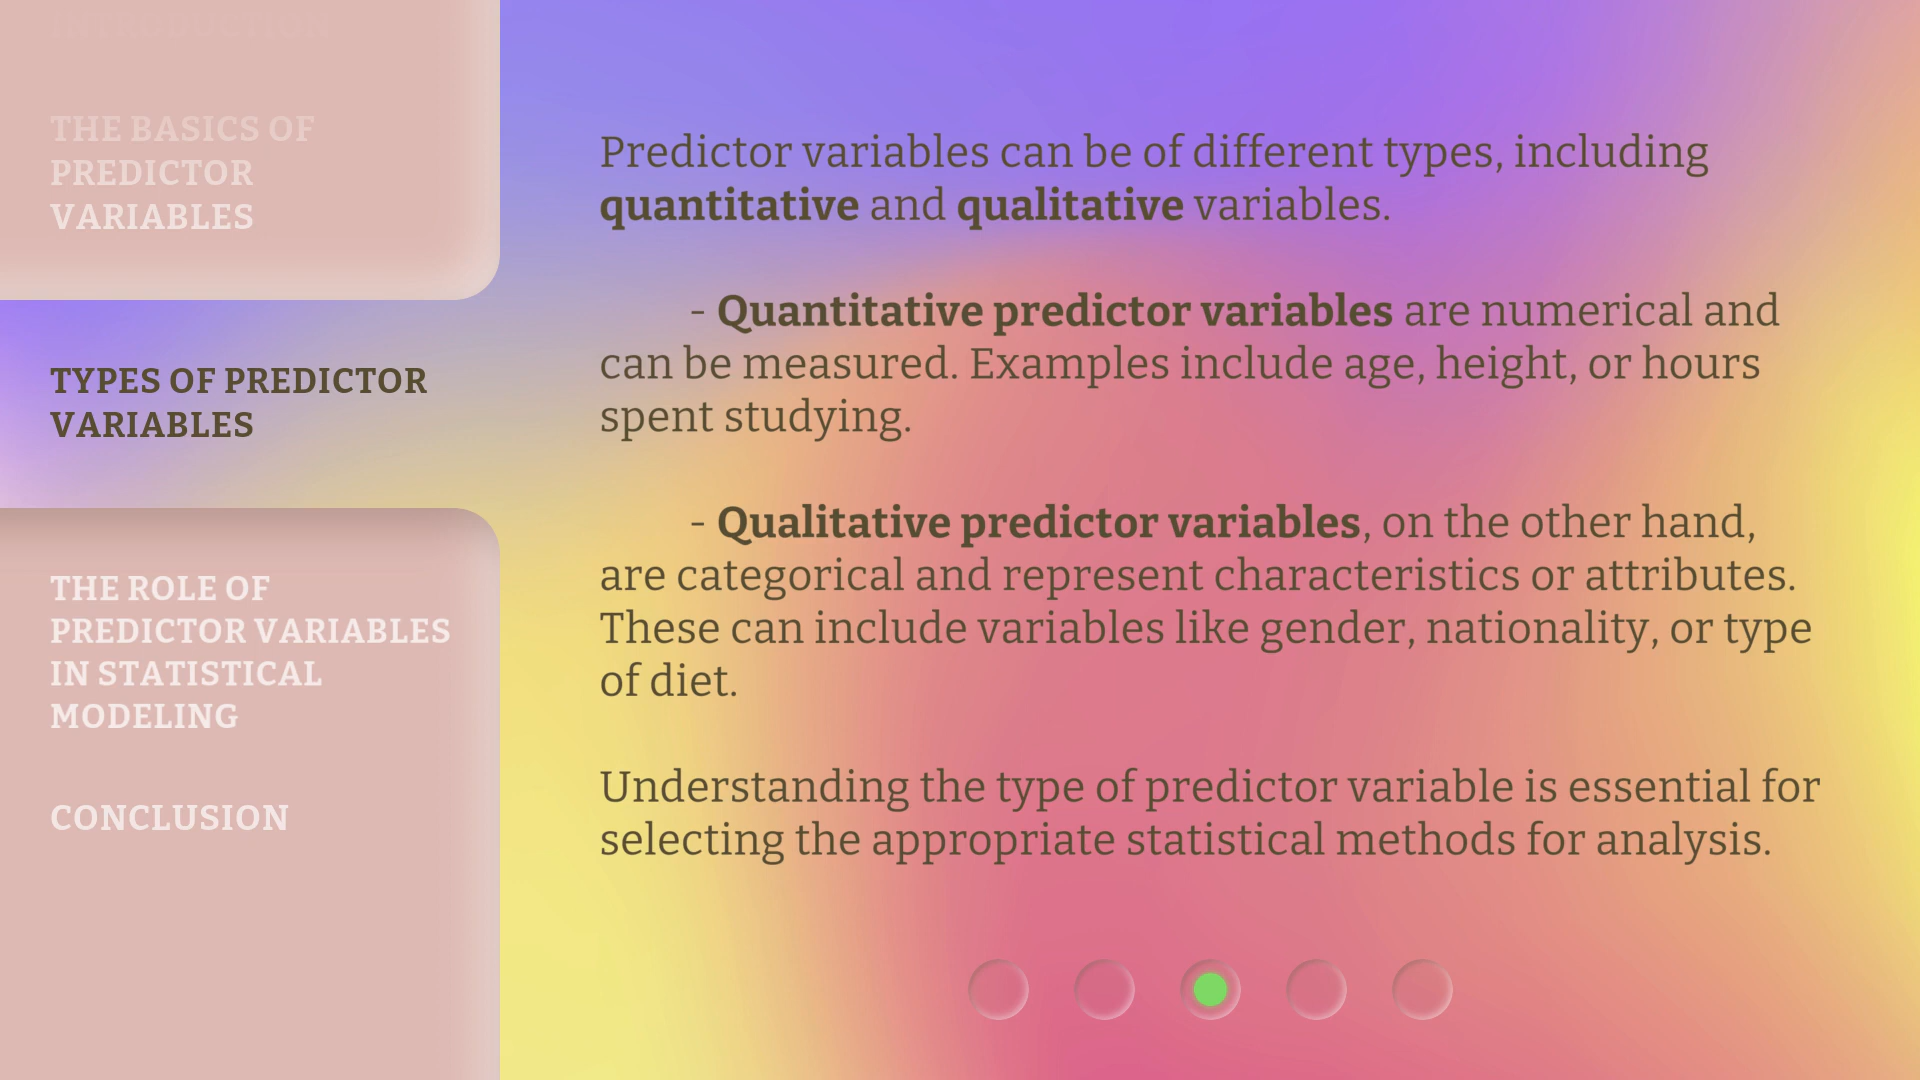 INTRODUCTION
THE BASICS OF
PREDICTOR
VARIABLES
TYPES OF PREDICTOR
VARIABLES
THE ROLE OF
PREDICTOR VARIABLES
IN STATISTICAL
MODELING
CONCLUSION
Predictor variables can be of different types, including
quantitative and qualitative variables.
- Quantitative predictor variables are numerical and
can be measured. Examples include age, height, or hours
spent studying.
- Qualitative predictor variables, on the other hand,
are categorical and represent characteristics or attributes.
These can include variables like gender, nationality, or type
of diet.
Understanding the type of predictor variable is essential for
selecting the appropriate statistical methods for analysis.